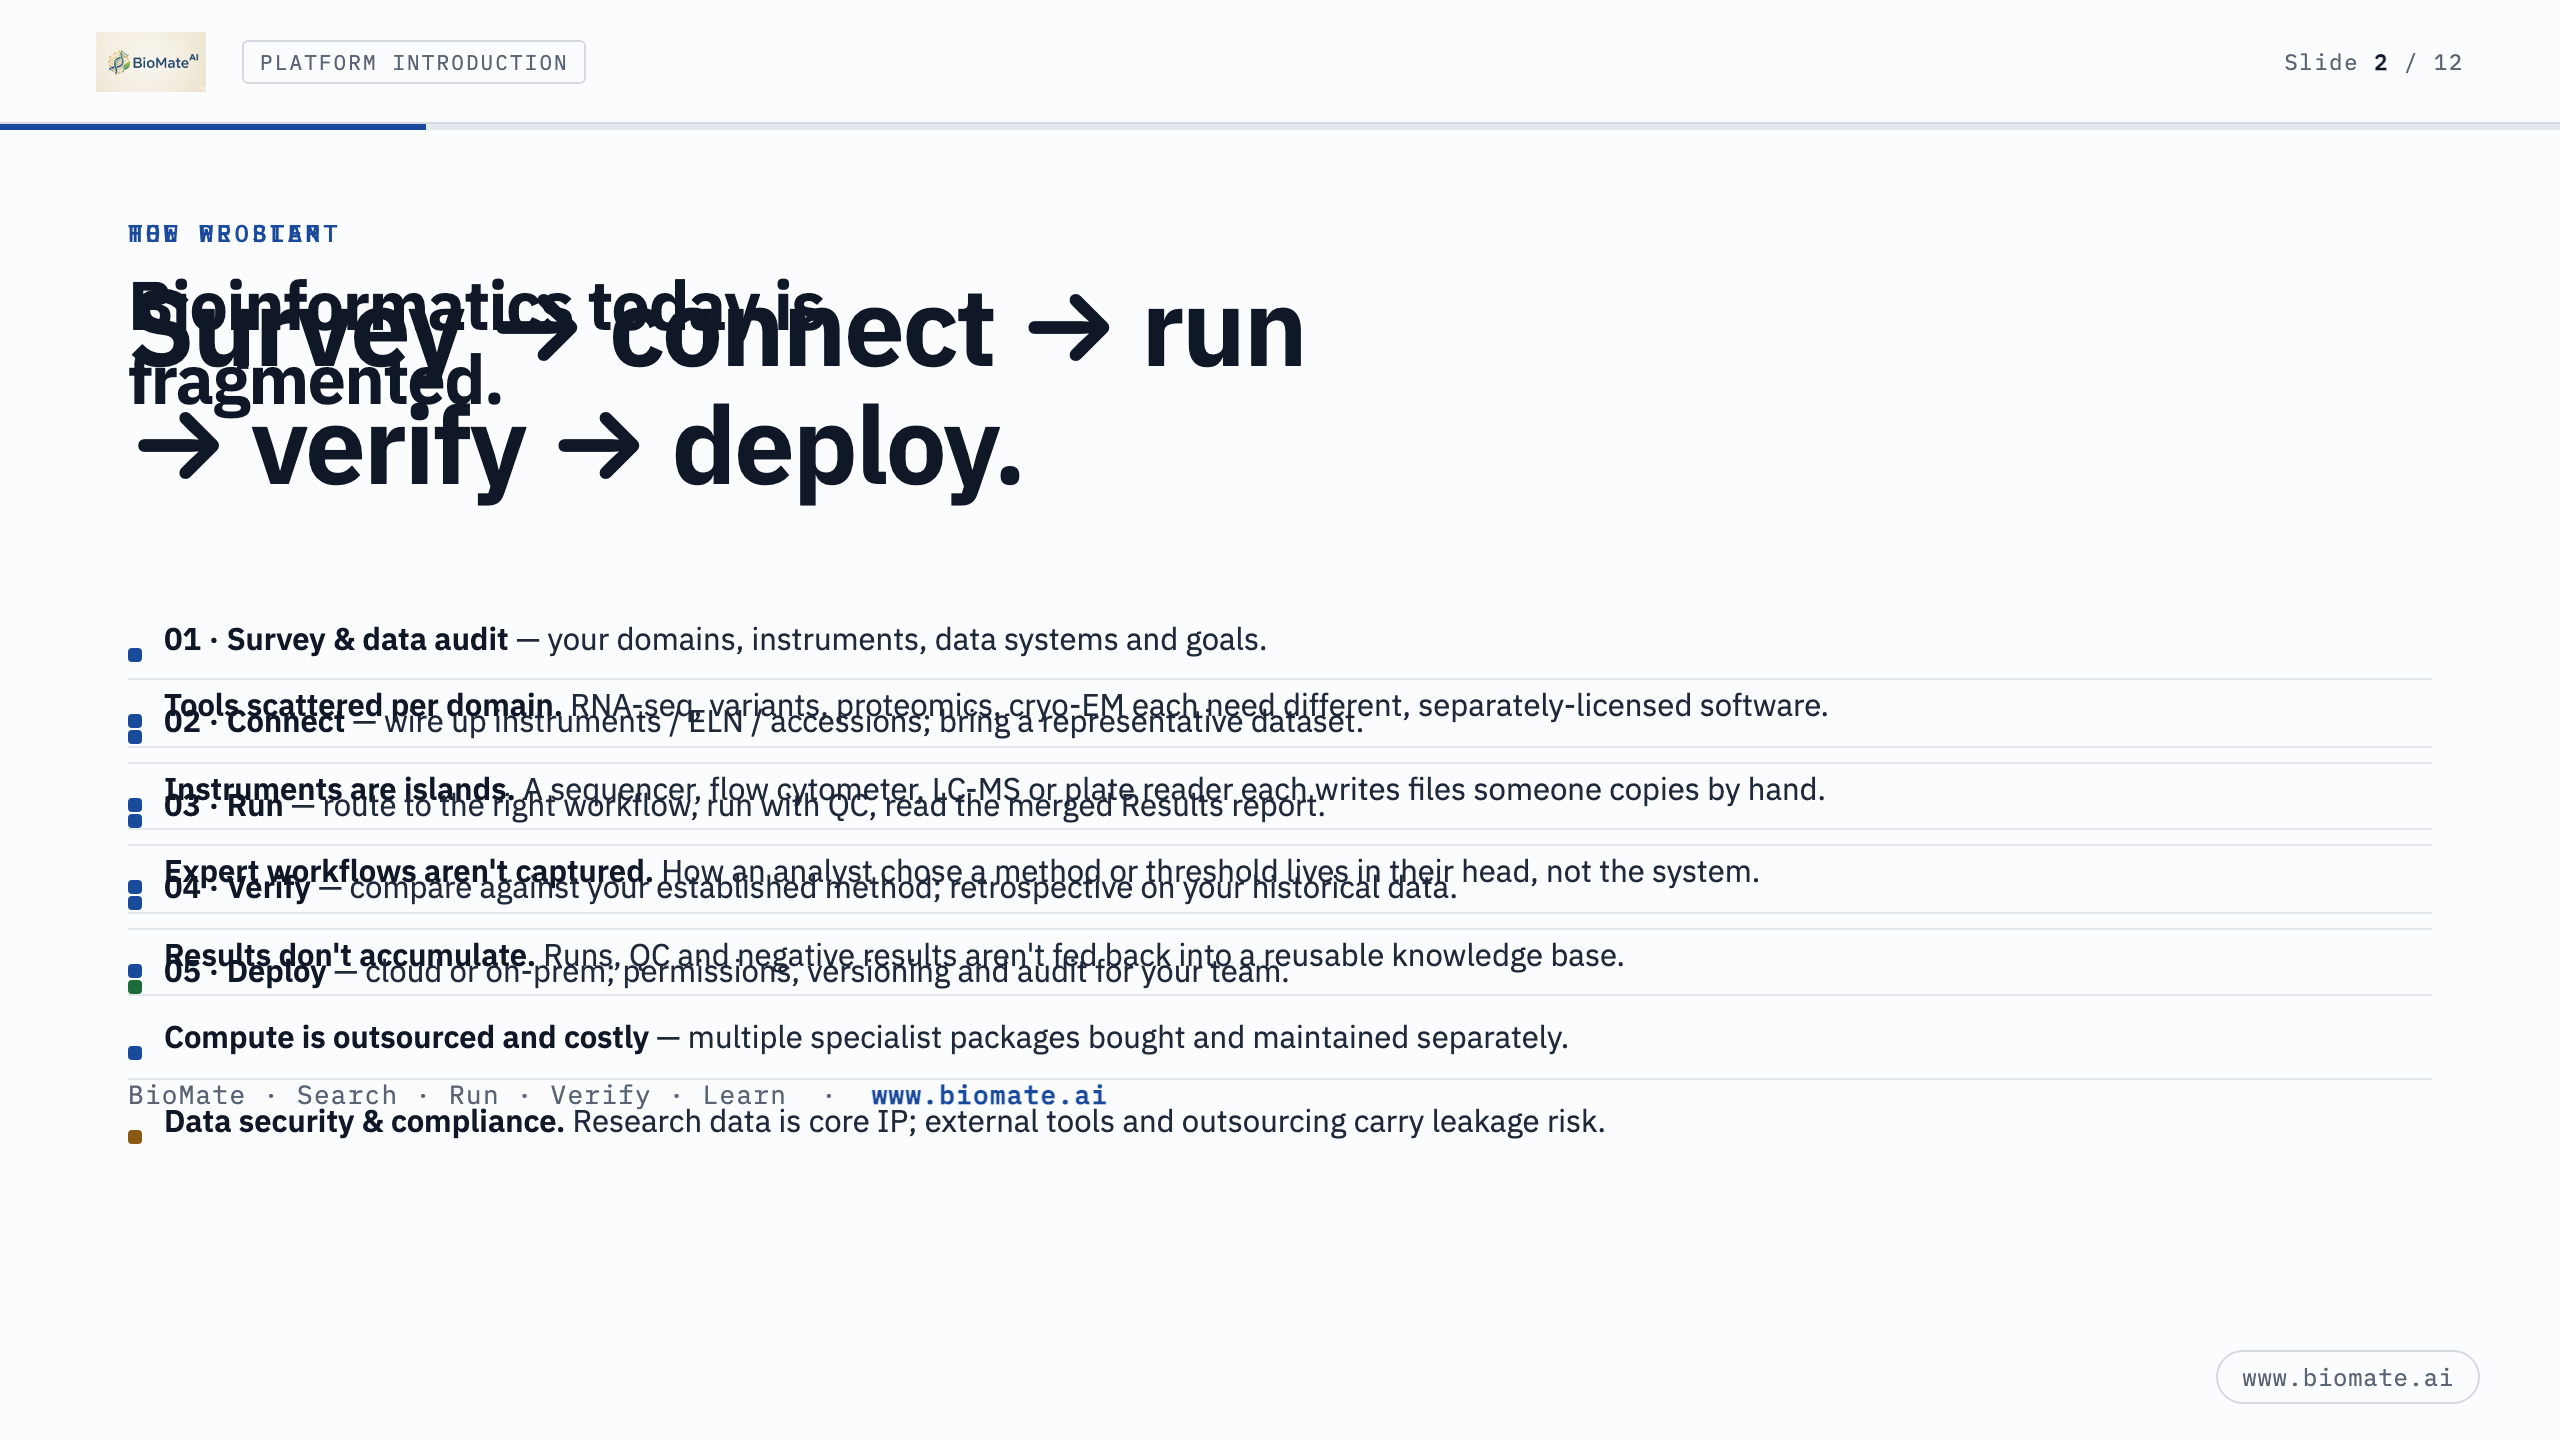 BioMate AI
PLATFORM INTRODUCTION
Slide 2 / 12
THE PROBLEM
HOW WE START
Bioinformatics today is
fragmented.
Survey → connect → run
→ verify → deploy.
01 · Survey & data audit — your domains, instruments, data systems and goals.
Tools scattered per domain. RNA-seq, variants, proteomics, cryo-EM each need different, separately-licensed software.
02 · Connect — wire up instruments / ELN / accessions; bring a representative dataset.
Instruments are islands. A sequencer, flow cytometer, LC-MS or plate reader each writes files someone copies by hand.
03 · Run — route to the right workflow, run with QC, read the merged Results report.
Expert workflows aren't captured. How an analyst chose a method or threshold lives in their head, not the system.
04 · Verify — compare against your established method; retrospective on your historical data.
Results don't accumulate. Runs, QC and negative results aren't fed back into a reusable knowledge base.
05 · Deploy — cloud or on-prem; permissions, versioning and audit for your team.
Compute is outsourced and costly — multiple specialist packages bought and maintained separately.
BioMate · Search · Run · Verify · Learn · www.biomate.ai
Data security & compliance. Research data is core IP; external tools and outsourcing carry leakage risk.
www.biomate.ai